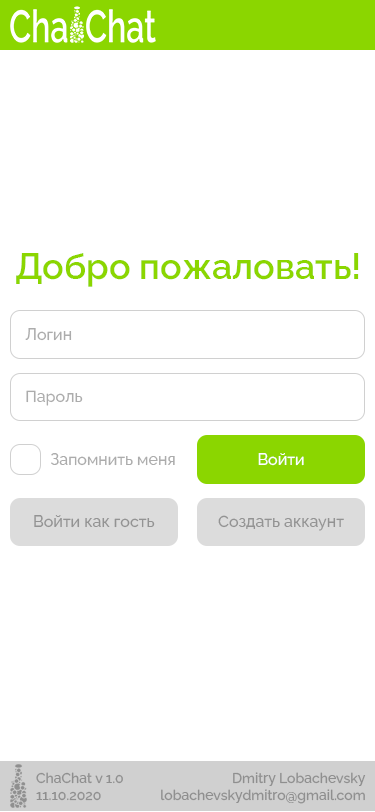 ChaChat
Добро пожаловать!
Логин
Пароль
Запомнить меня
Войти
Войти как гость
Создать аккаунт
ChaChat v 1.0
11.10.2020
Dmitry Lobachevsky
lobachevskydmitro@gmail.com